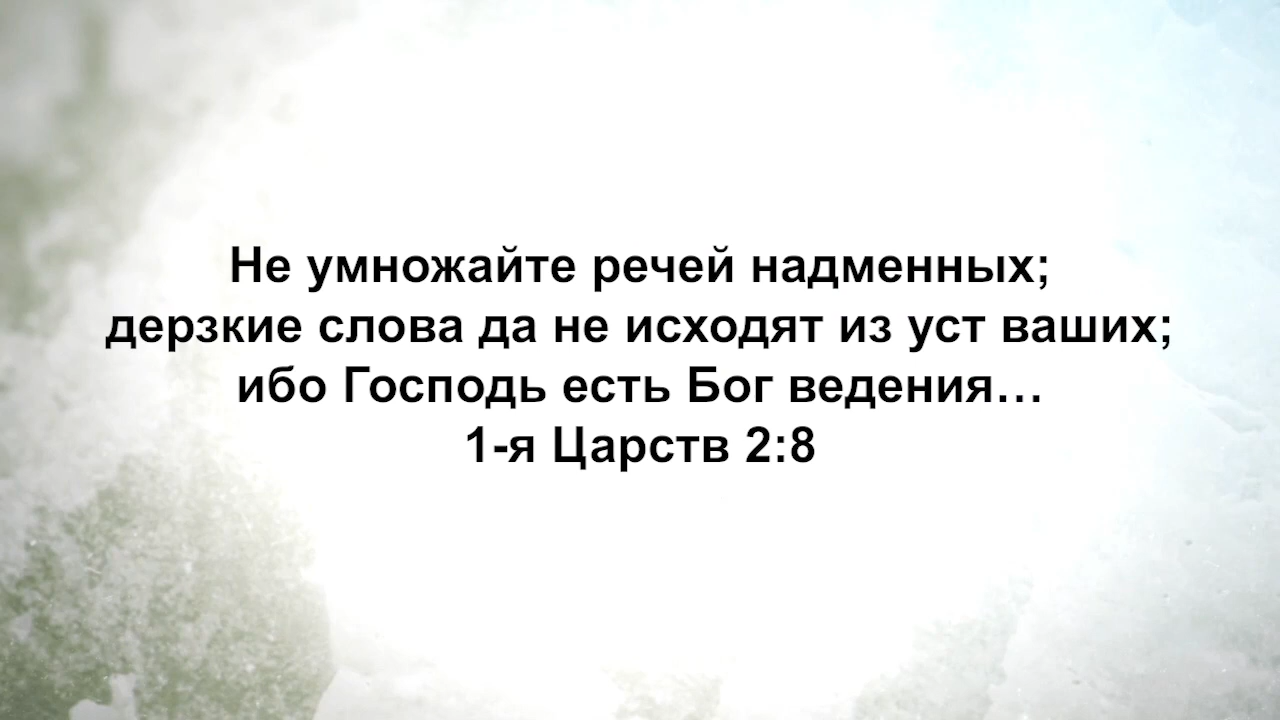 Не умножайте речей надменных;
дерзкие слова да не исходят из уст ваших;
ибо Господь есть Бог ведения…
1-я Царств 2:8